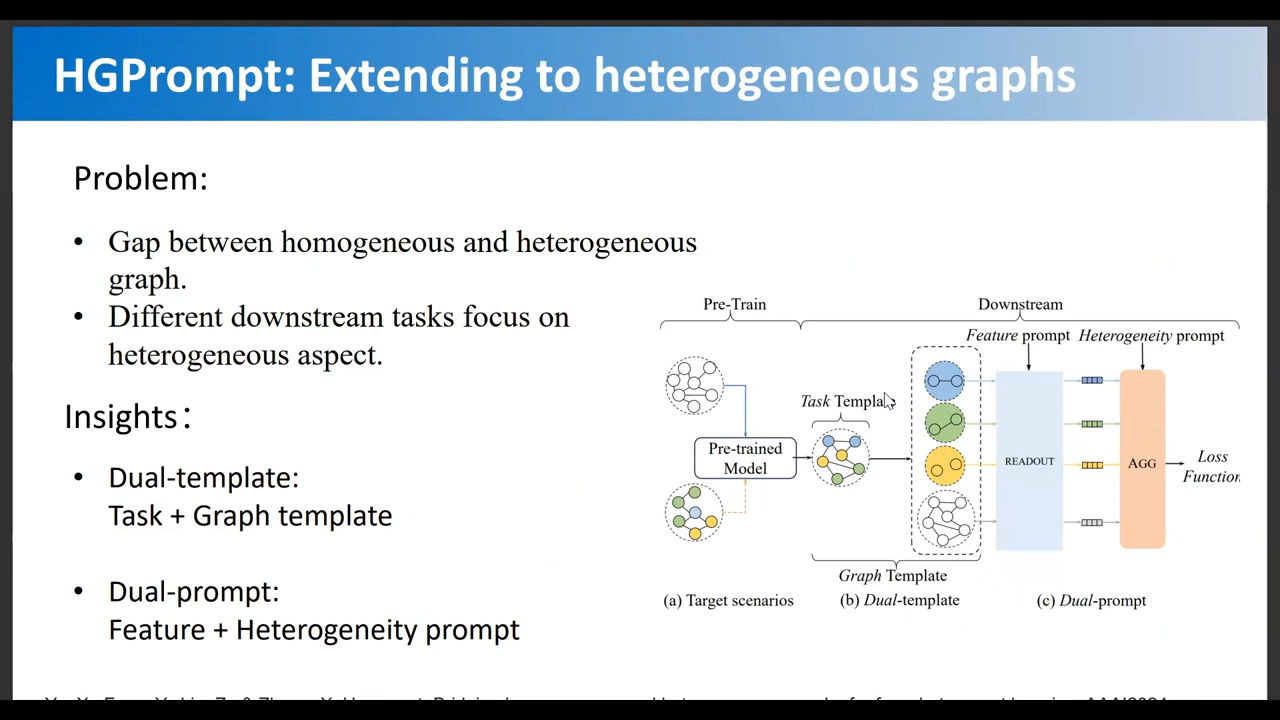 HGPrompt: Extending to heterogeneous graphs
Problem:
• Gap between homogeneous and heterogeneous
graph.
• Different downstream tasks focus on
heterogeneous aspect.
Insights:
• Dual-template:
Task + Graph template
• Dual-prompt:
Feature + Heterogeneity prompt
Pre-Train
Downstream
Feature prompt
Heterogeneity prompt
Task Template
Pre-trained
Model
READOUT
AGG
Loss
Function
Graph Template
(a) Target scenarios
(b) Dual-template
(c) Dual-prompt